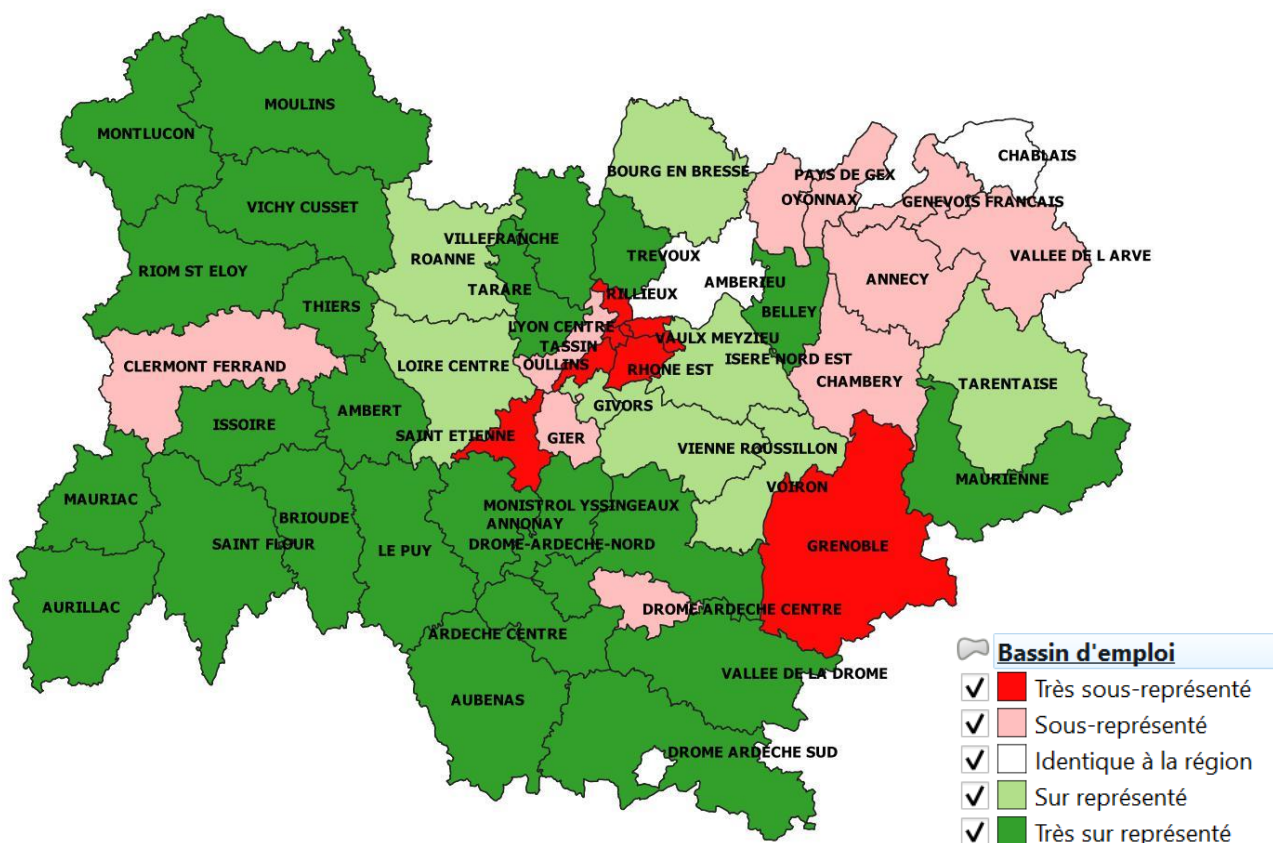 MOULINS
MONTLUCON
CHABLAIS
BOURG EN BRESSE
PAYS DE GEX
OYONNAX
GENEVOIS FRANCAIS
VICHY CUSSET
VILLEFRANCHE
ROANNE
TREVOUX
VALLEE DE L ARVE
RIOM ST ELOY
TARARE
AMBERIEU
ANNECY
THIERS
RILLIEUX
BELLEY
LYON CENTRE
VAULX MEYZIEU
TASSIN
ISERE NORD EST
CLERMONT FERRAND
LOIRE CENTRE
OULLINS
RHONE EST
CHAMBERY
TARENTAISE
AMBERT
GIVORS
ISSOIRE
SAINT ETIENNE
GIER
VIENNE ROUSSILLON
MAURIENNE
VOIRON
MAURIAC
BRIOUDE
MONISTROL YSSINGEAUX
ANNONAY
SAINT FLOUR
LE PUY
DROME-ARDECHE-NORD
GRENOBLE
AURILLAC
DROME ARDECHE CENTRE
ARDECHE CENTRE
VALLEE DE LA DROME
AUBENAS
DROME ARDECHE SUD
Bassin d'emploi
Très sous-représenté
Sous-représenté
Identique à la région
Sur représenté
Très sur représenté